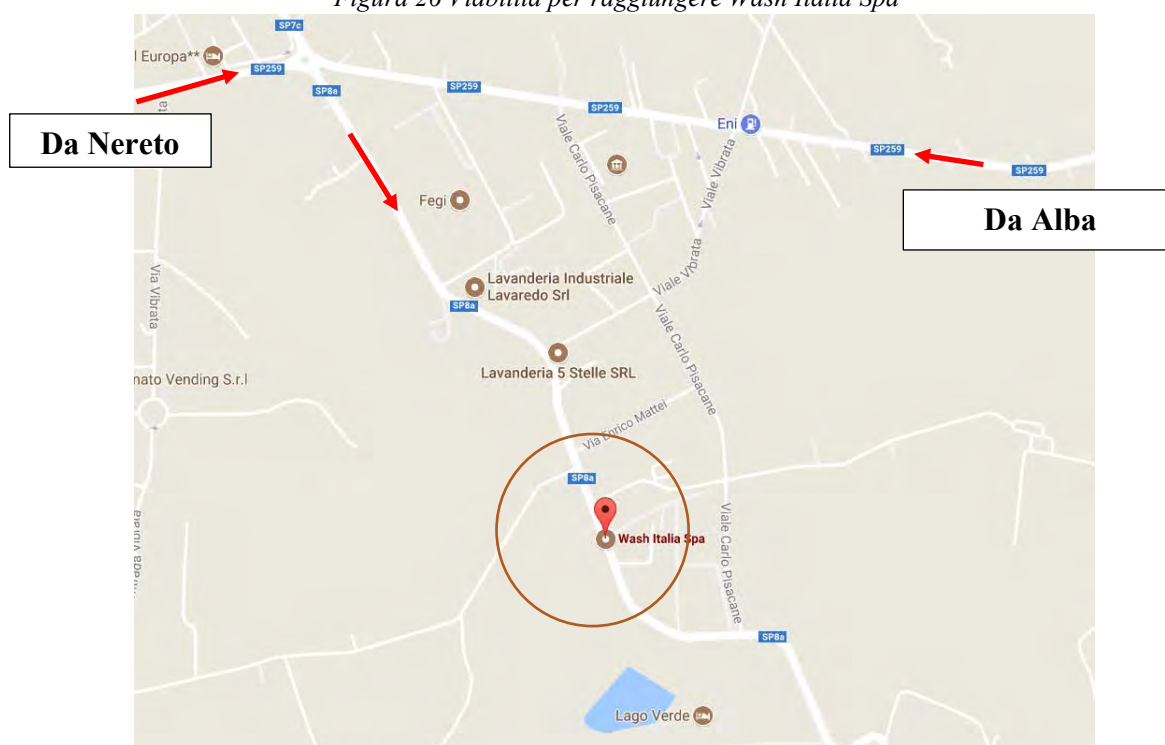 Figura 26 Viabilità per raggiungere Wash Italia Spa
SP7c
l Europa**
SP259
SP8a
SP259
SP259
Eni
SP259
SP259
Da Nereto
Da Alba
Viale Carlo Pisacane
Viale Vibrata
Fegi
Via Vibrata
Lavanderia Industriale
Lavaredo Srl
SP8a
Viale Vibrata
Viale Carlo Pisacane
Lavanderia 5 Stelle SRL
nato Vending S.r.l
Via Enrico Mattei
SP8a
Wash Italia Spa
Viale Carlo Pisacane
SP8a
Lago Verde